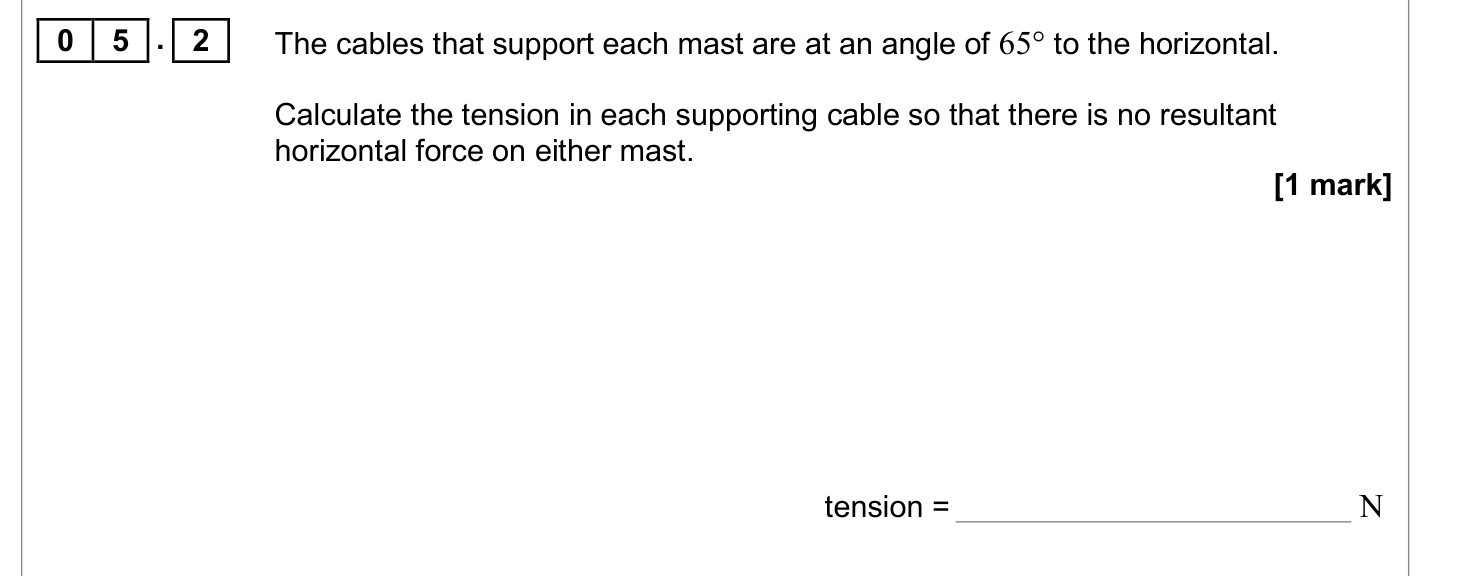 0 5 . 2 The cables that support each mast are at an angle of 65° to the horizontal.
Calculate the tension in each supporting cable so that there is no resultant
horizontal force on either mast.
[1 mark]
tension = ____________ N